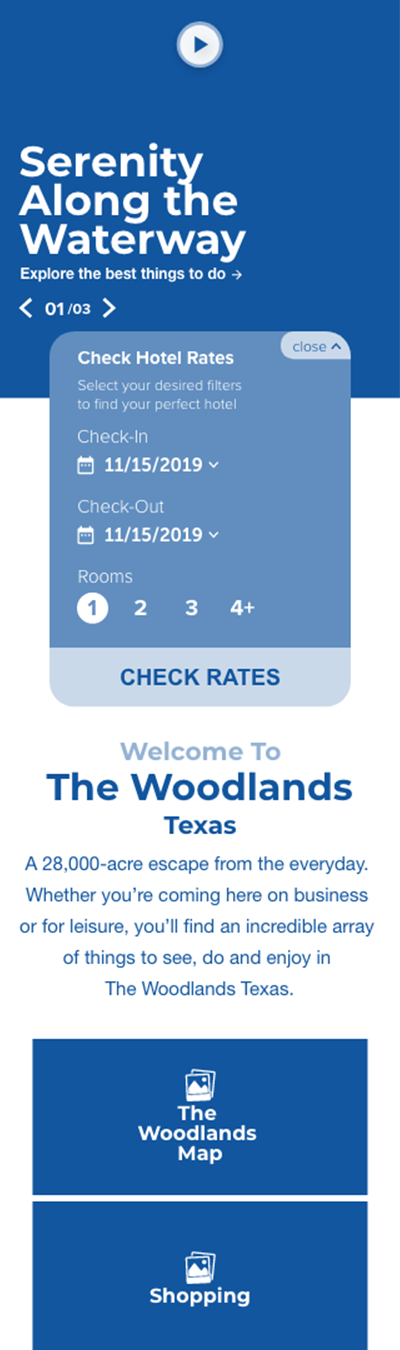 Serenity
Along the
Waterway
Explore the best things to do →
01/03
close
Check Hotel Rates
Select your desired filters
to find your perfect hotel
Check-In
11/15/2019
Check-Out
11/15/2019
Rooms
1 2 3 4+
CHECK RATES
Welcome To
The Woodlands
Texas
A 28,000-acre escape from the everyday.
Whether you’re coming here on business
or for leisure, you’ll find an incredible array
of things to see, do and enjoy in
The Woodlands Texas.
The
Woodlands
Map
Shopping